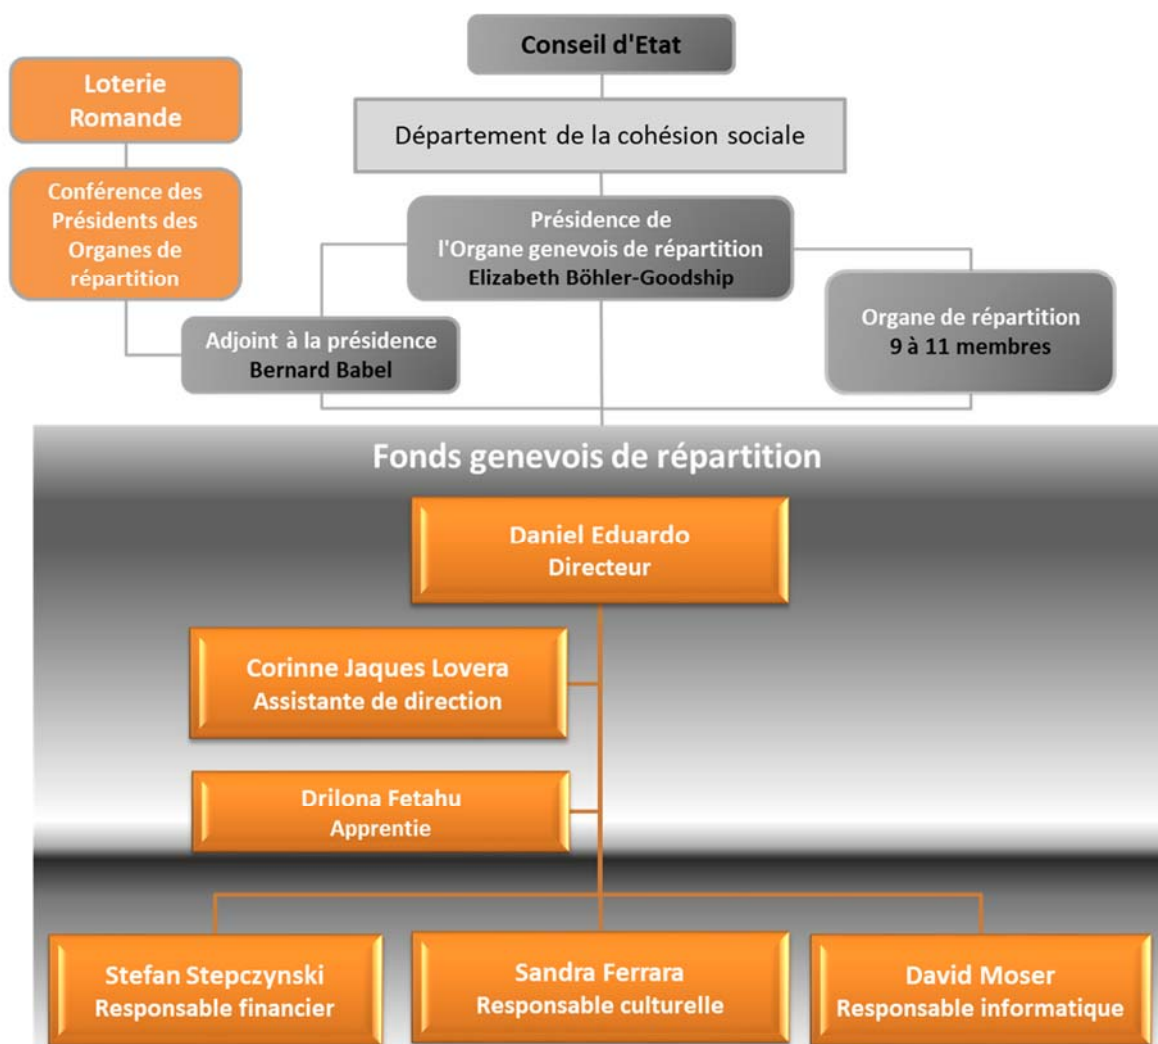 Conseil d'Etat
Loterie
Romande
Département de la cohésion sociale
Conférence des
Présidents des
Organes de
répartition
Présidence de
l'Organe genevois de répartition
Elizabeth Böhler-Goodship
Adjoint à la présidence
Bernard Babel
Organe de répartition
9 à 11 membres
Fonds genevois de répartition
Daniel Eduardo
Directeur
Corinne Jaques Lovera
Assistante de direction
Drilona Fetahu
Apprentie
Stefan Stepczynski
Responsable financier
Sandra Ferrara
Responsable culturelle
David Moser
Responsable informatique